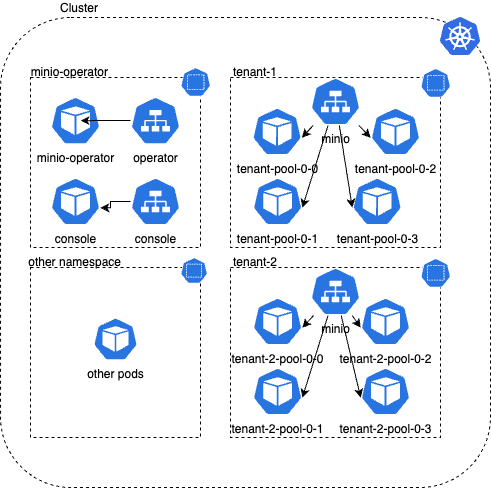 Cluster
minio-operator
minio-operator
operator
console
console
tenant-1
minio
tenant-pool-0-0
tenant-pool-0-2
tenant-pool-0-1
tenant-pool-0-3
other namespace
other pods
tenant-2
minio
tenant-2-pool-0-0
tenant-2-pool-0-2
tenant-2-pool-0-1
tenant-2-pool-0-3